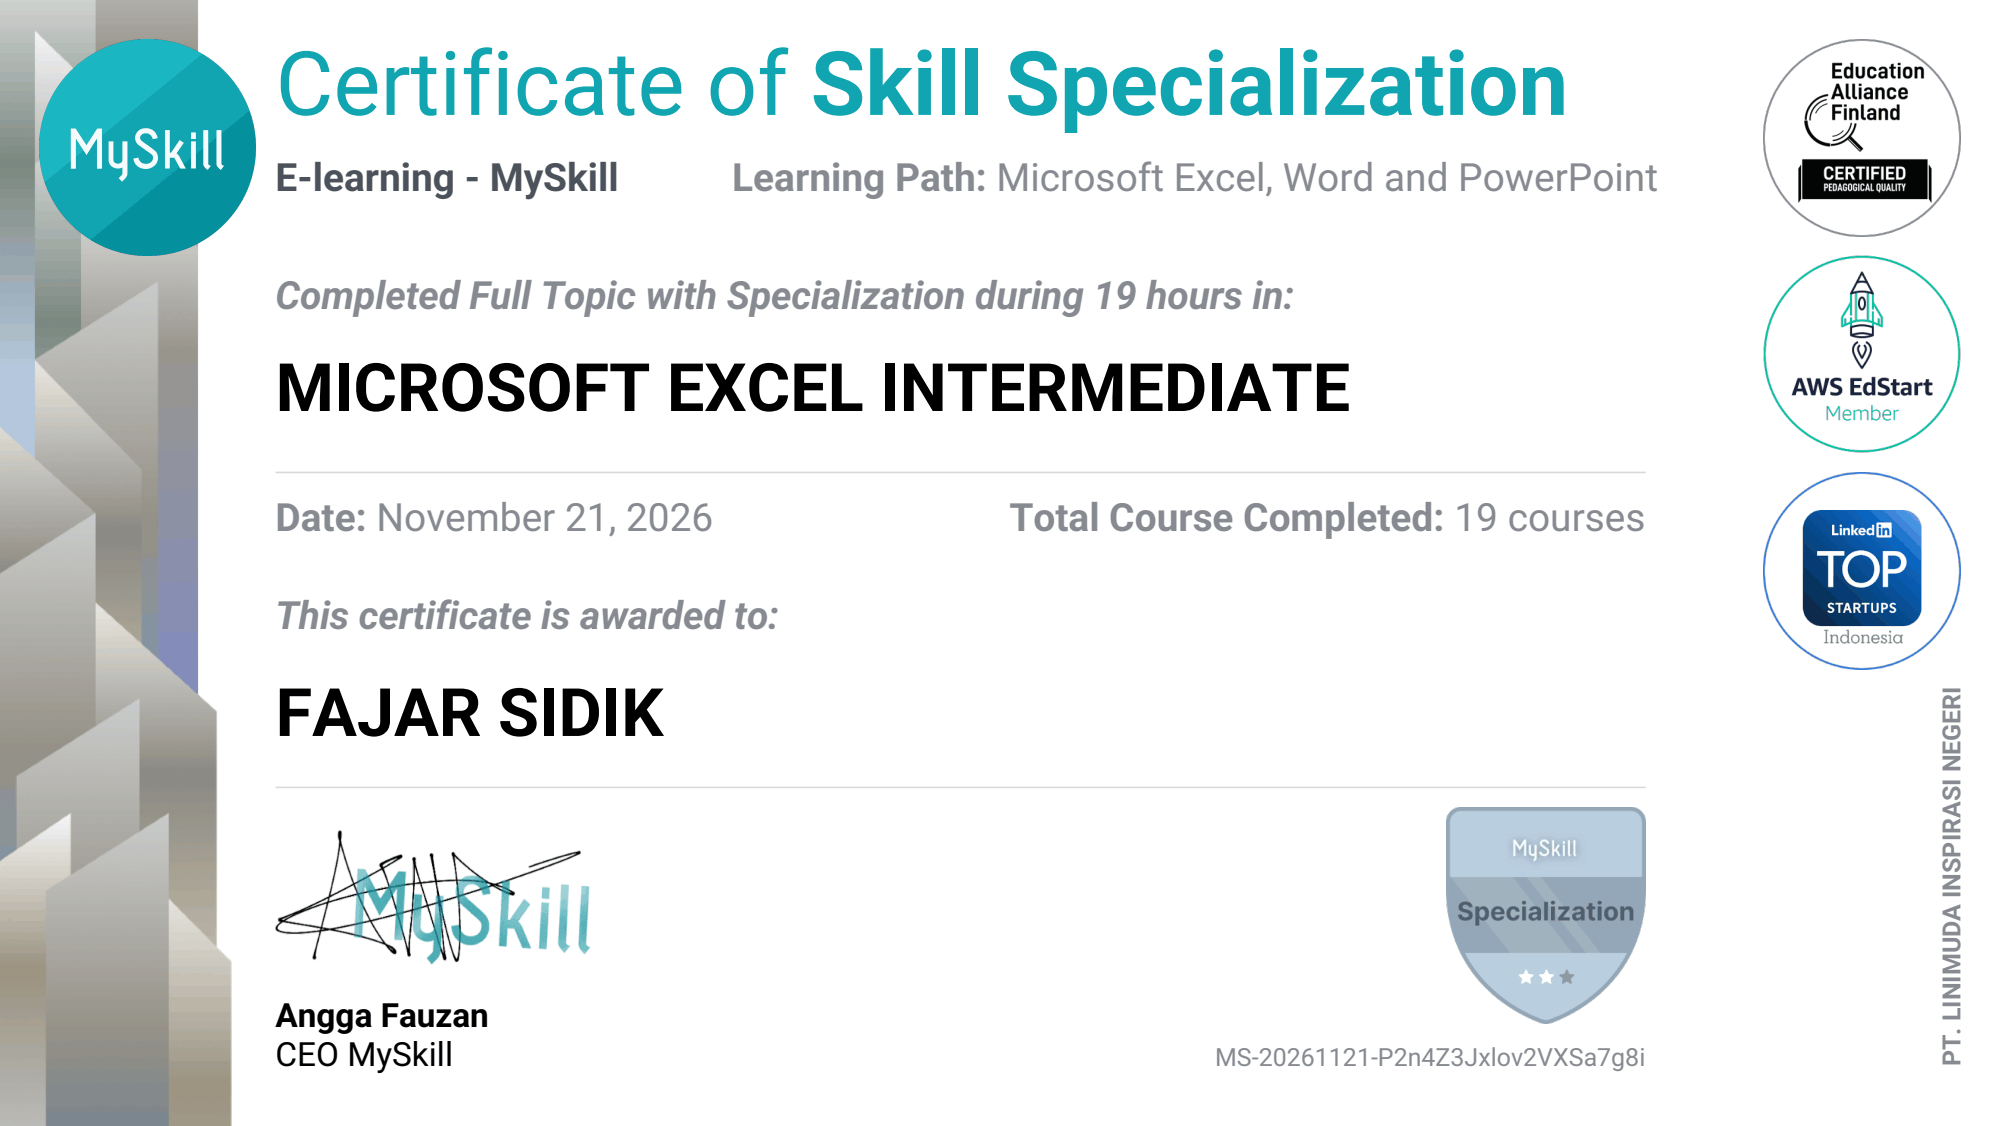 MySkill
Certificate of Skill Specialization
E-learning - MySkill
Learning Path: Microsoft Excel, Word and PowerPoint
Completed Full Topic with Specialization during 19 hours in:
MICROSOFT EXCEL INTERMEDIATE
Date: November 21, 2026
Total Course Completed: 19 courses
This certificate is awarded to:
FAJAR SIDIK
MySkill
Angga Fauzan
CEO MySkill
MySkill
Specialization
MS-20261121-P2n4Z3Jxlov2VXSa7g8i
Education
Alliance
Finland
CERTIFIED
PEDAGOGICAL QUALITY
AWS EdStart
Member
Linked in
TOP
STARTUPS
Indonesia
PT. LINIMUDA INSPIRASI NEGERI